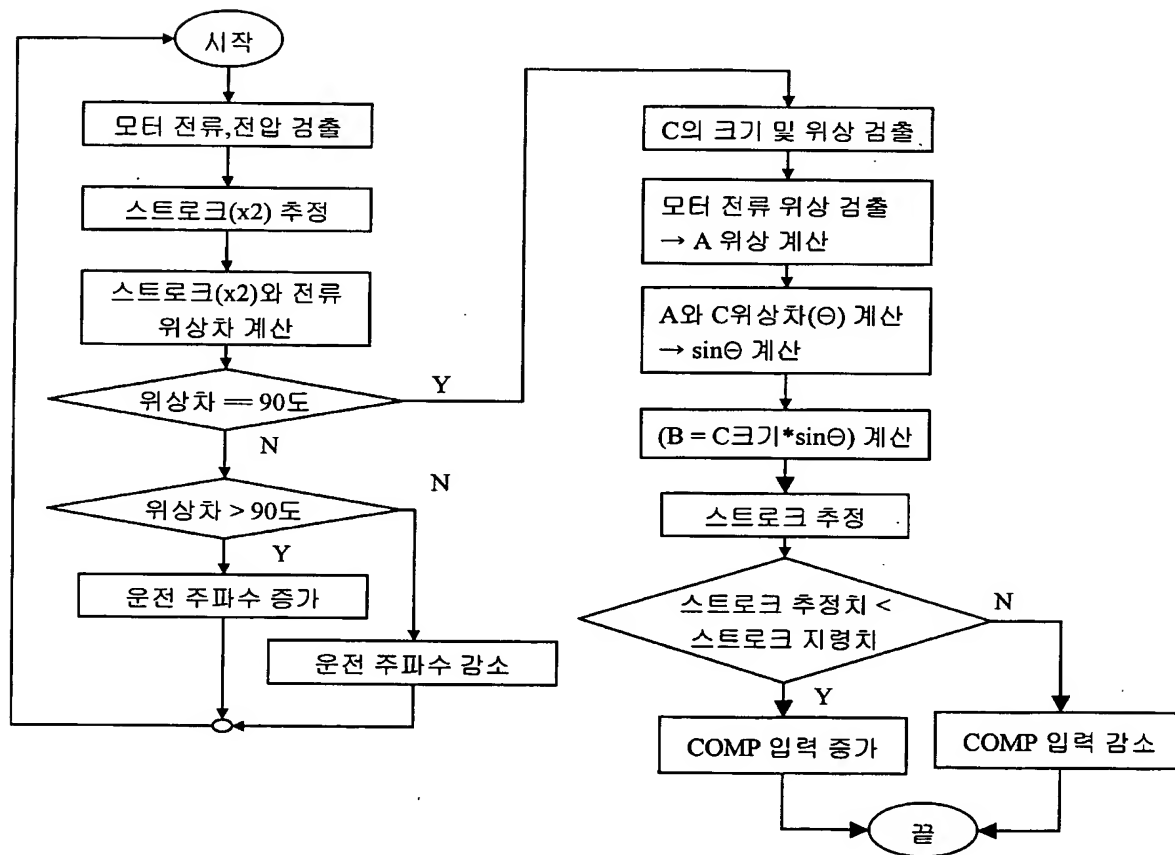 시작
모터 전류,전압 검출
스트로크(x2) 추정
스트로크(x2)와 전류
위상차 계산
위상차 == 90도
Y
N
위상차 > 90도
N
Y
운전 주파수 증가
운전 주파수 감소
C의 크기 및 위상 검출
모터 전류 위상 검출
→ A 위상 계산
A와 C위상차(Θ) 계산
→ sinΘ 계산
(B = C크기*sinΘ) 계산
스트로크 추정
스트로크 추정치 <
스트로크 지령치
N
Y
COMP 입력 증가
COMP 입력 감소
끝